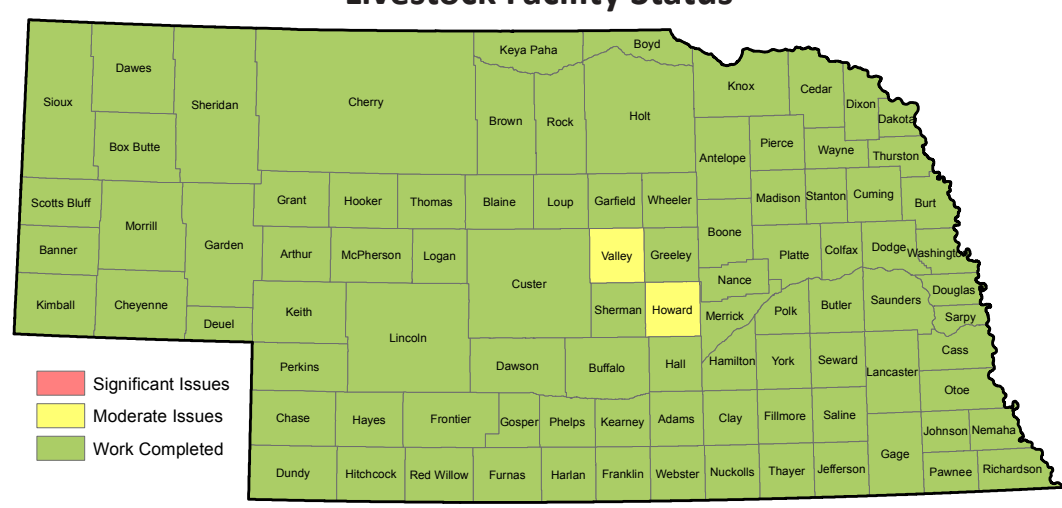 Livestock Facility Status
Keya Paha
Boyd
Dawes
Sioux
Sheridan
Cherry
Knox
Cedar
Dixon
Dakota
Brown
Rock
Holt
Box Butte
Antelope
Pierce
Wayne
Thurston
Scotts Bluff
Grant
Hooker
Thomas
Blaine
Loup
Garfield
Wheeler
Madison
Stanton
Cuming
Burt
Morrill
Banner
Garden
Arthur
McPherson
Logan
Custer
Valley
Greeley
Boone
Platte
Colfax
Dodge
Washington
Nance
Kimball
Cheyenne
Deuel
Keith
Lincoln
Sherman
Howard
Merrick
Polk
Butler
Saunders
Douglas
Sarpy
Perkins
Dawson
Buffalo
Hall
Hamilton
York
Seward
Lancaster
Cass
Otoe
Significant Issues
Moderate Issues
Work Completed
Chase
Hayes
Frontier
Gosper
Phelps
Kearney
Adams
Clay
Fillmore
Saline
Johnson
Nemaha
Gage
Dundy
Hitchcock
Red Willow
Furnas
Harlan
Franklin
Webster
Nuckolls
Thayer
Jefferson
Pawnee
Richardson